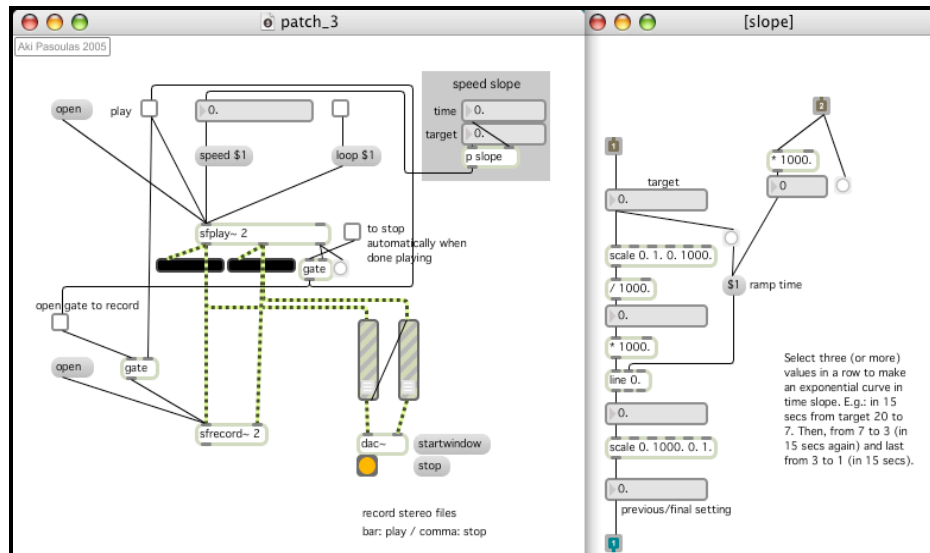 patch_3
Aki Pasoulas 2005
speed slope
open
play
0.
time
0.
target
0.
speed $1
loop $1
p slope
sfplay~ 2
to stop
automatically when
done playing
gate
open gate to record
open
gate
sfrecord~ 2
dac~
startwindow
stop
record stereo files
bar: play / comma: stop
[slope]
2
1
* 1000.
0
target
0.
scale 0. 1. 0. 1000.
/ 1000.
$1
ramp time
0.
* 1000.
line 0.
0.
scale 0. 1000. 0. 1.
0.
previous/final setting
1
Select three (or more)
values in a row to make
an exponential curve in
time slope. E.g.: in 15
secs from target 20 to
7. Then, from 7 to 3 (in
15 secs again) and last
from 3 to 1 (in 15 secs).